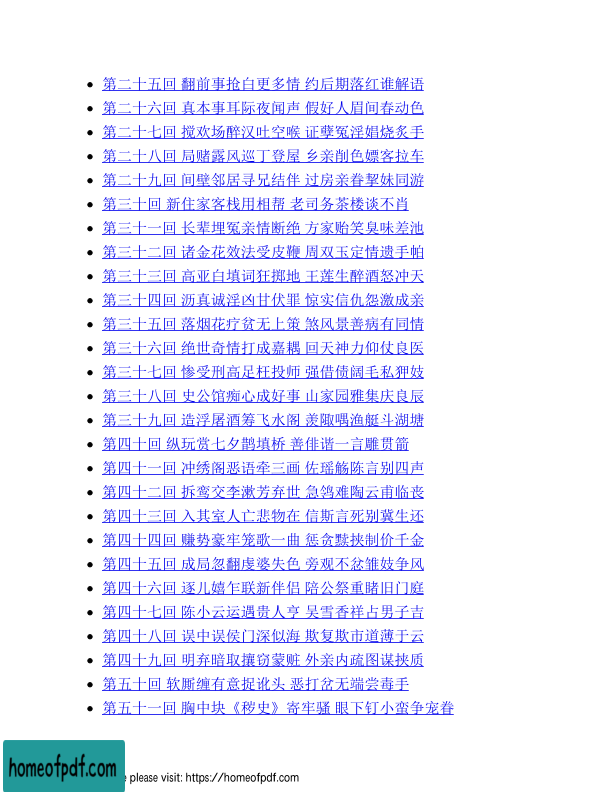 第二十五回 翻前事抢白更多情 约后期落红谁解语
第二十六回 真本事耳际夜闻声 假好人眉间春动色
第二十七回 搅欢场醉汉吐空喉 证孽冤淫娼烧炙手
第二十八回 局赌露风巡丁登屋 乡亲削色嫖客拉车
第二十九回 间壁邻居寻兄结伴 过房亲眷挈妹同游
第三十回 新住家客栈用相帮 老司务茶楼谈不肖
第三十一回 长辈埋冤亲情断绝 方家贻笑臭味差池
第三十二回 诸金花效法受皮鞭 周双玉定情遗手帕
第三十三回 高亚白填词狂掷地 王莲生醉酒怒冲天
第三十四回 沥真诚淫凶甘伏罪 惊实信仇怨激成亲
第三十五回 落烟花疗贫无上策 煞风景善病有同情
第三十六回 绝世奇情打成嘉耦 回天神力仰仗良医
第三十七回 惨受刑高足枉投师 强借债阔毛私狎妓
第三十八回 史公馆痴心成好事 山家园雅集庆良辰
第三十九回 造浮屠酒筹飞水阁 羡陬喁渔艇斗湖塘
第四十回 纵玩赏七夕鹊填桥 善俳谐一言雕贯箭
第四十一回 冲绣阁恶语牵三画 佐瑶觞陈言别四声
第四十二回 拆鸾交李漱芳弃世 急鸰难陶云甫临丧
第四十三回 入其室人亡悲物在 信斯言死别冀生还
第四十四回 赚势豪牢笼歌一曲 惩贪黩挟制价千金
第四十五回 成局忽翻虔婆失色 旁观不忿雏妓争风
第四十六回 逐儿嬉乍联新伴侣 陪公祭重睹旧门庭
第四十七回 陈小云运遇贵人亨 吴雪香祥占男子吉
第四十八回 误中误侯门深似海 欺复欺市道薄于云
第四十九回 明弃暗取攘窃蒙赃 外亲内疏图谋挟质
第五十回 软厮缠有意捉讹头 恶打岔无端尝毒手
第五十一回 胸中块《秽史》寄牢骚 眼下钉小蛮争宠眷
homeofpdf.com
e please visit: https://homeofpdf.com